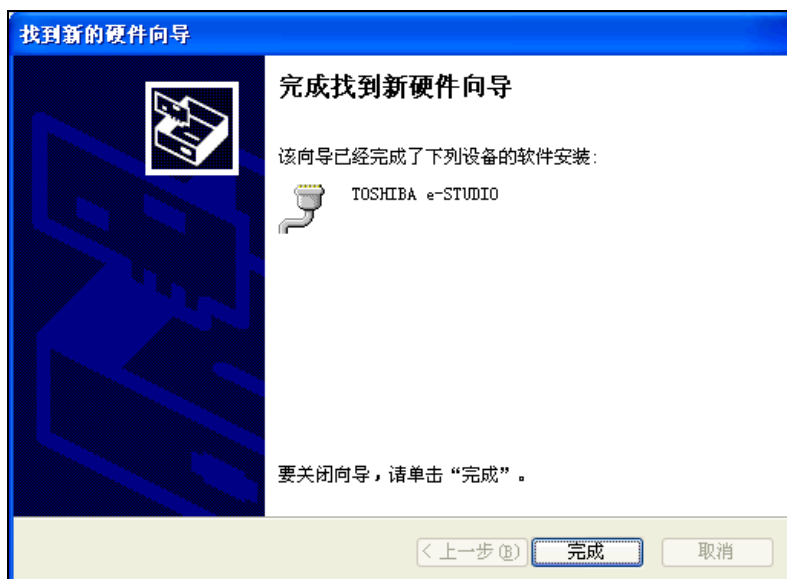 找到新的硬件向导
完成找到新硬件向导
该向导已经完成了下列设备的软件安装:
TOSHIBA e-STUDIO
要关闭向导，请单击“完成”。
< 上一步(B) 完成 取消